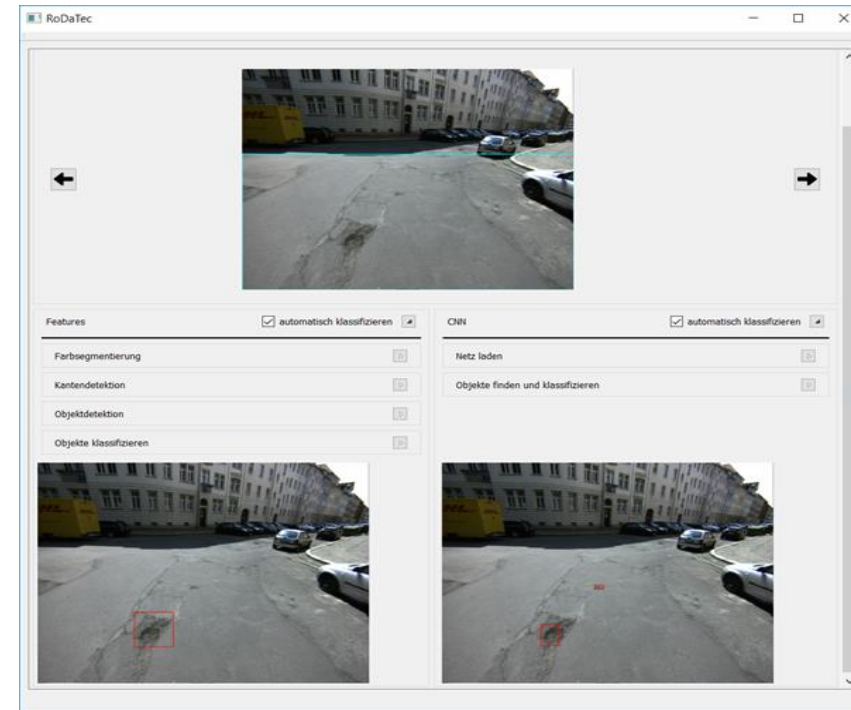 RoDaTec
Features
automatisch klassifizieren
Farbsegmentierung
Kantendetektion
Objektdetektion
Objekte klassifizieren
CNN
automatisch klassifizieren
Netz laden
Objekte finden und klassifizieren